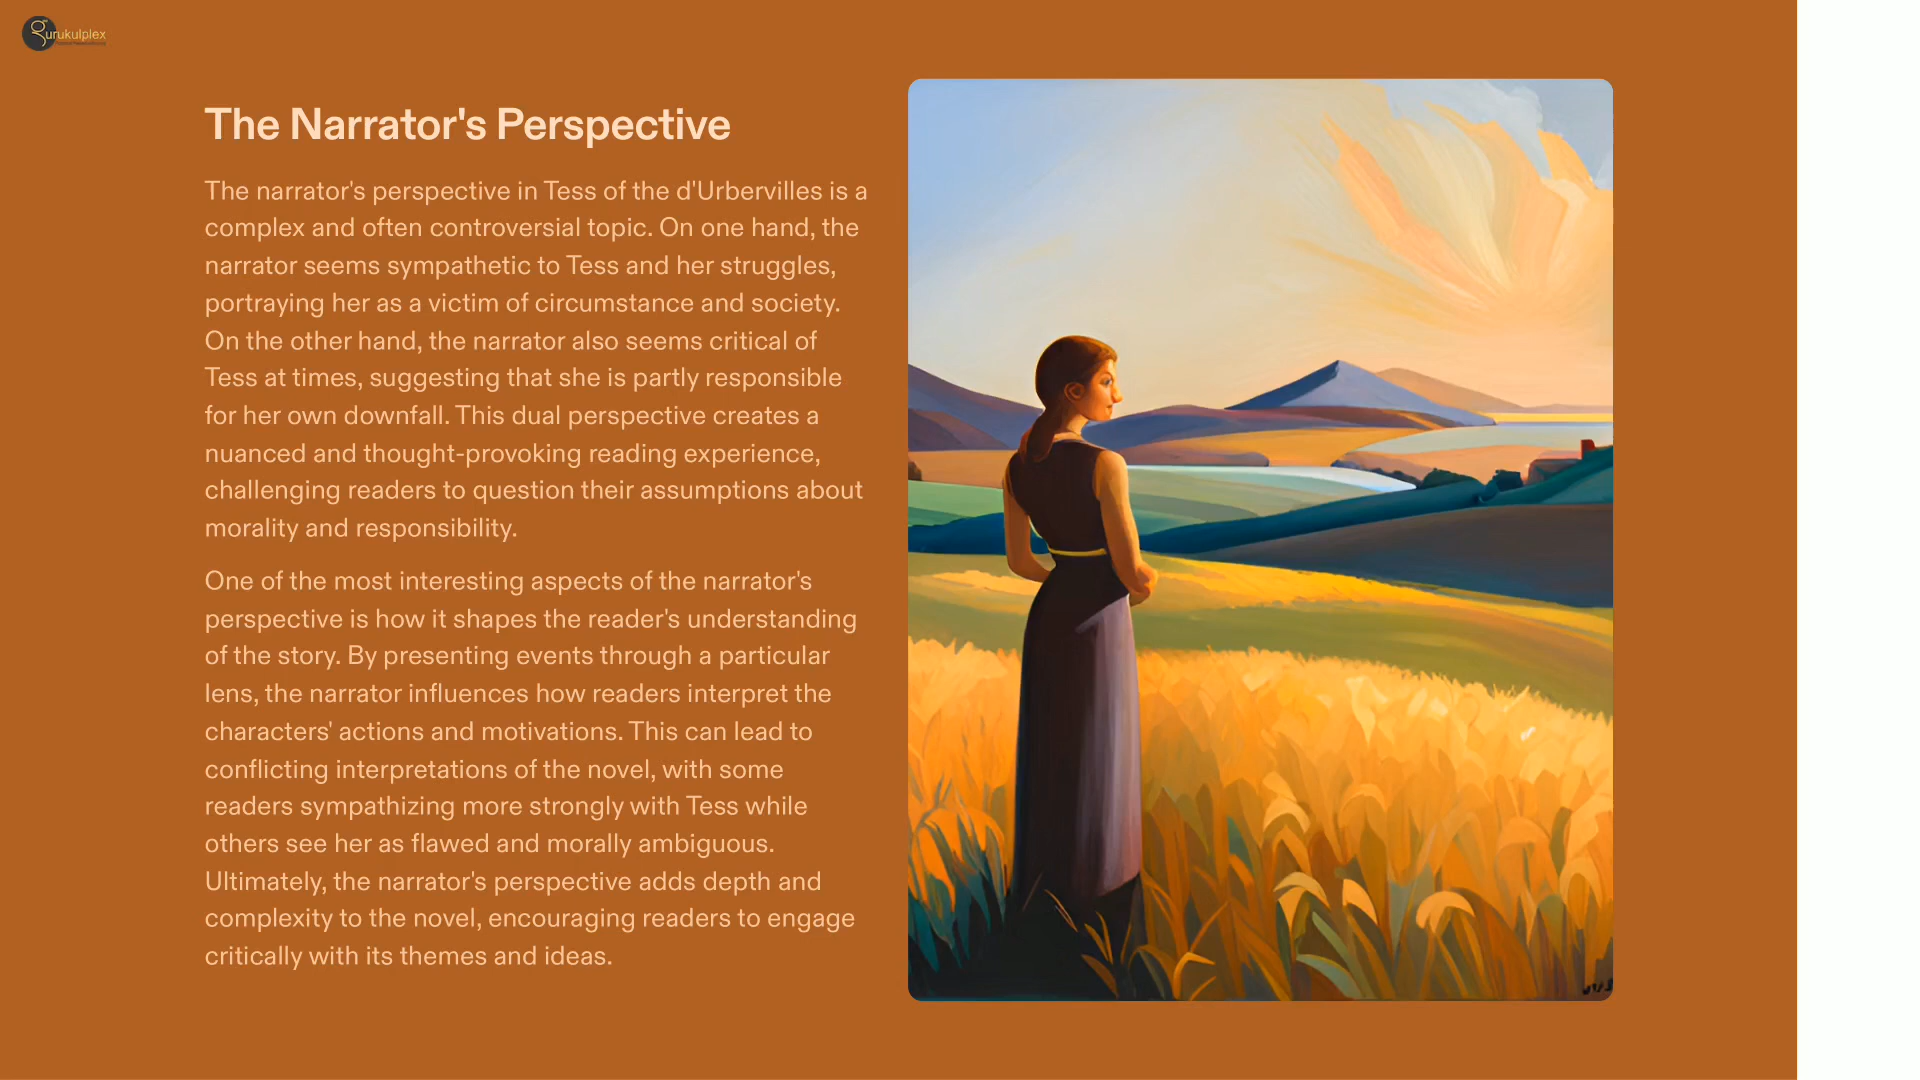 gurukulplex
The Narrator's Perspective
The narrator's perspective in Tess of the d'Urbervilles is a
complex and often controversial topic. On one hand, the
narrator seems sympathetic to Tess and her struggles,
portraying her as a victim of circumstance and society.
On the other hand, the narrator also seems critical of
Tess at times, suggesting that she is partly responsible
for her own downfall. This dual perspective creates a
nuanced and thought-provoking reading experience,
challenging readers to question their assumptions about
morality and responsibility.
One of the most interesting aspects of the narrator's
perspective is how it shapes the reader's understanding
of the story. By presenting events through a particular
lens, the narrator influences how readers interpret the
characters' actions and motivations. This can lead to
conflicting interpretations of the novel, with some
readers sympathizing more strongly with Tess while
others see her as flawed and morally ambiguous.
Ultimately, the narrator's perspective adds depth and
complexity to the novel, encouraging readers to engage
critically with its themes and ideas.